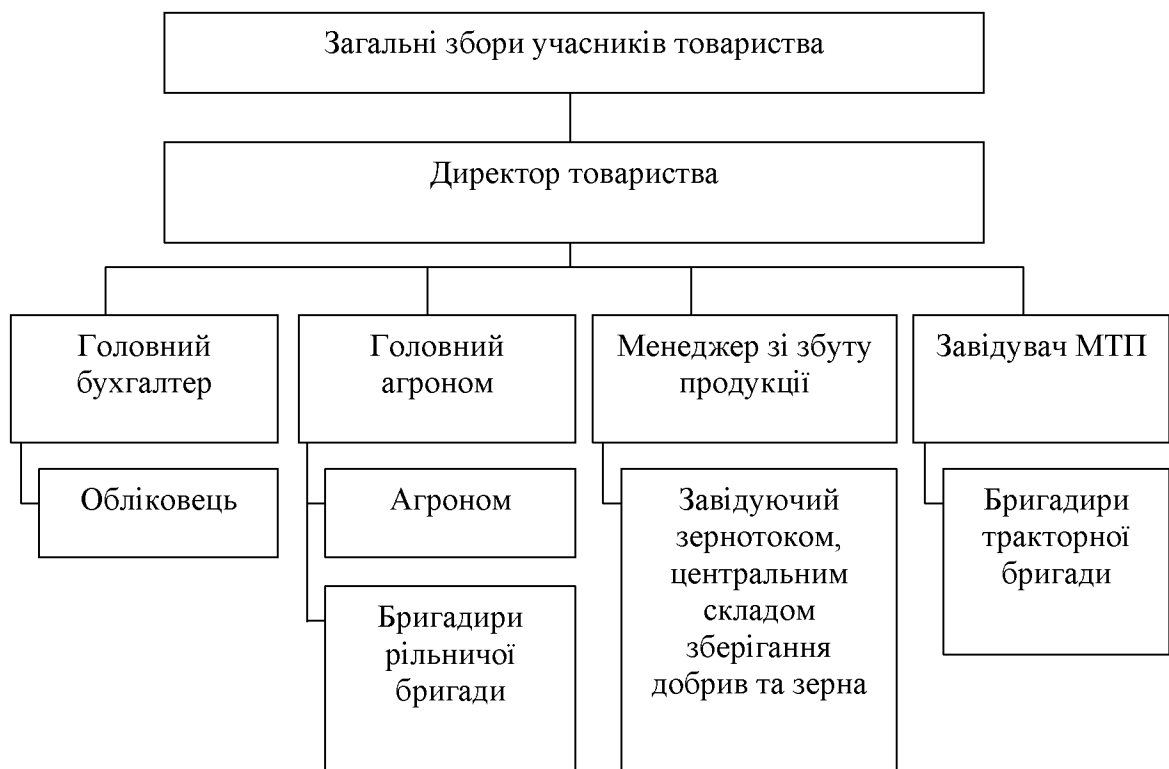 Загальні збори учасників товариства
Директор товариства
Головний
бухгалтер
Головний
агроном
Менеджер зі збуту
продукції
Завідувач МТП
Обліковець
Агроном
Бригадири
рільничої
бригади
Завідуючий
зернотоком,
центральним
складом
зберігання
добрив та зерна
Бригадири
тракторної
бригади